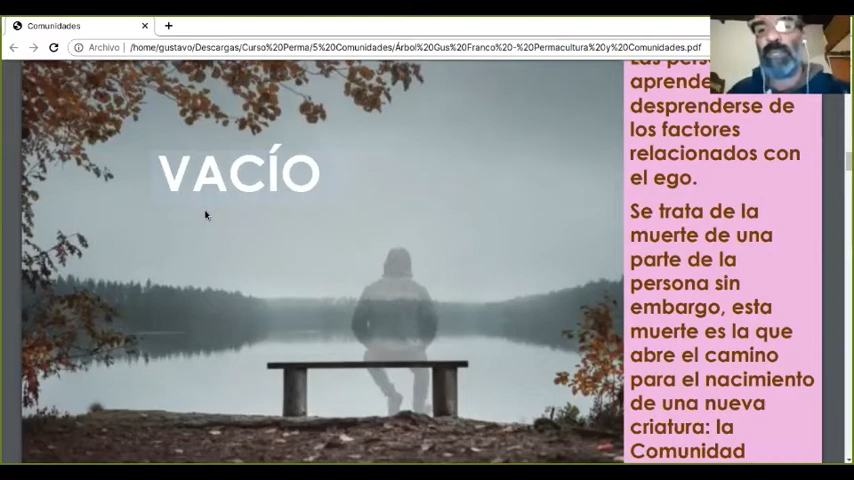 Comunidades
Archivo | /home/gustavo/Descargas/Curso%20Perma/5%20Comunidades/Árbol%20Gus%20Franco%20-%20Permacultura%20y%20Comunidades.pdf
VACÍO
aprende
desprenderse de
los factores
relacionados con
el ego.
Se trata de la
muerte de una
parte de la
persona sin
embargo, esta
muerte es la que
abre el camino
para el nacimiento
de una nueva
criatura: la
Comunidad